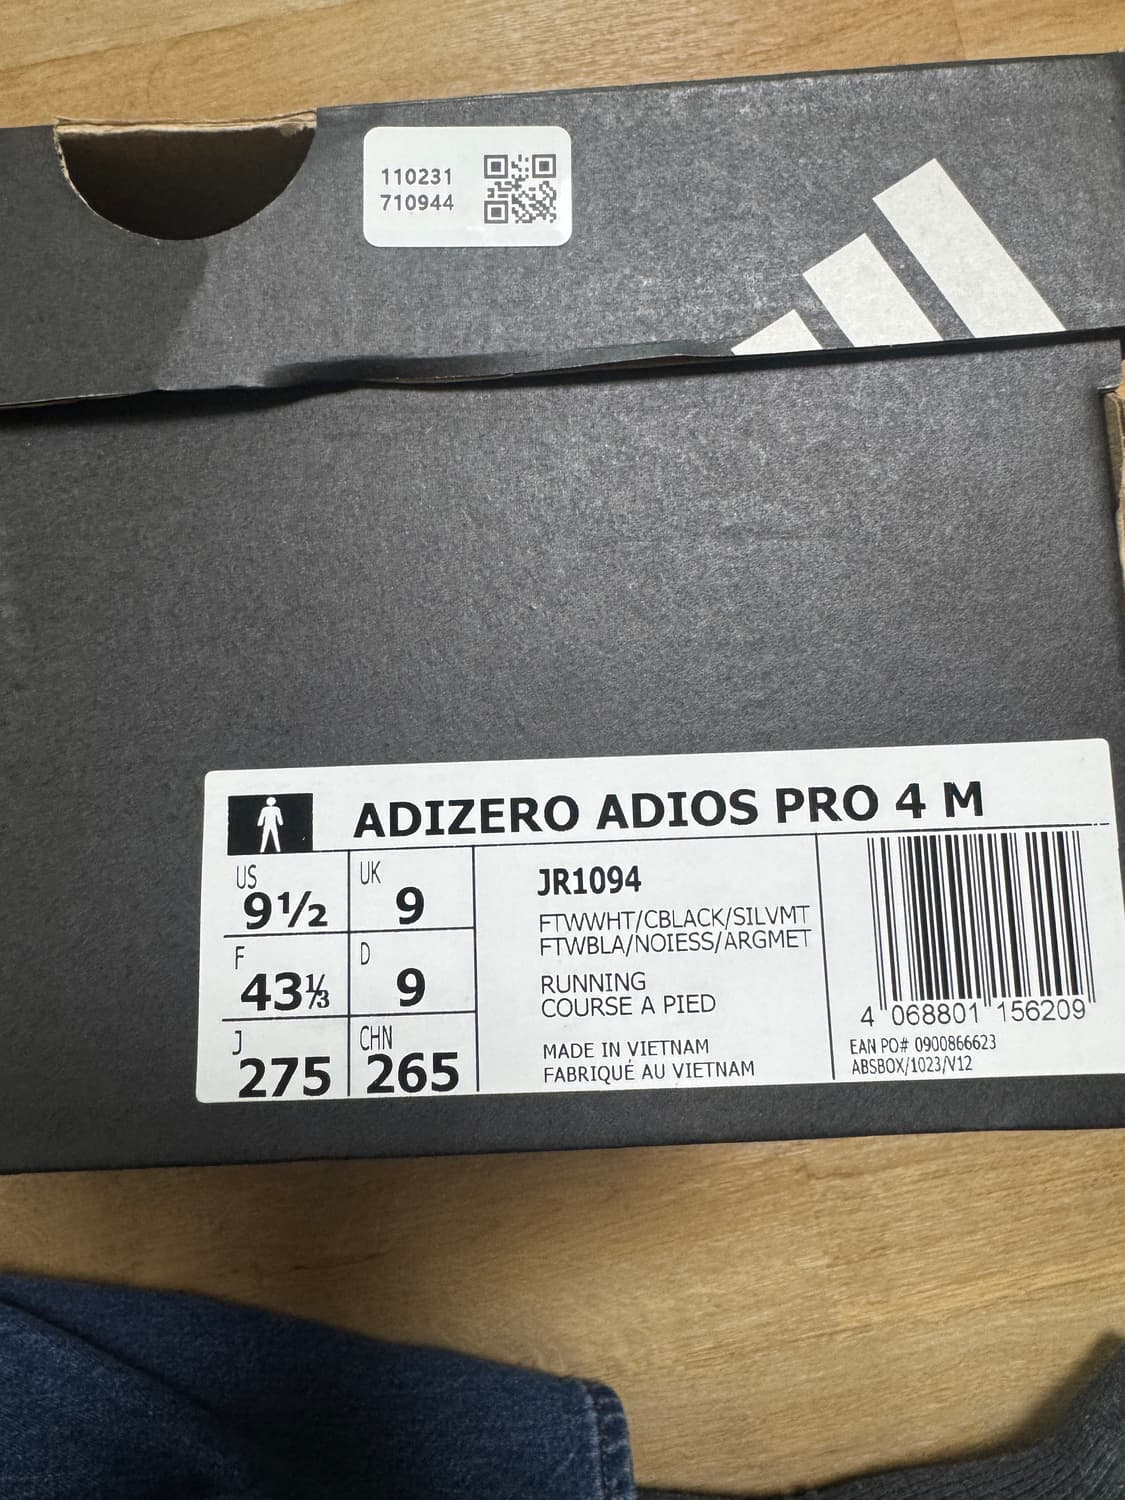 110231
710944
ADIZERO ADIOS PRO 4 M
US
9½
UK
9
F
43⅓
D
9
J
275
CHN
265
JR1094
FTWWHT/CBLACK/SILVMT
FTWBLA/NOIESS/ARGMET
RUNNING
COURSE A PIED
MADE IN VIETNAM
FABRIQUÉ AU VIETNAM
4 068801 156209
EAN PO# 0900866623
ABSBOX/1023/V12